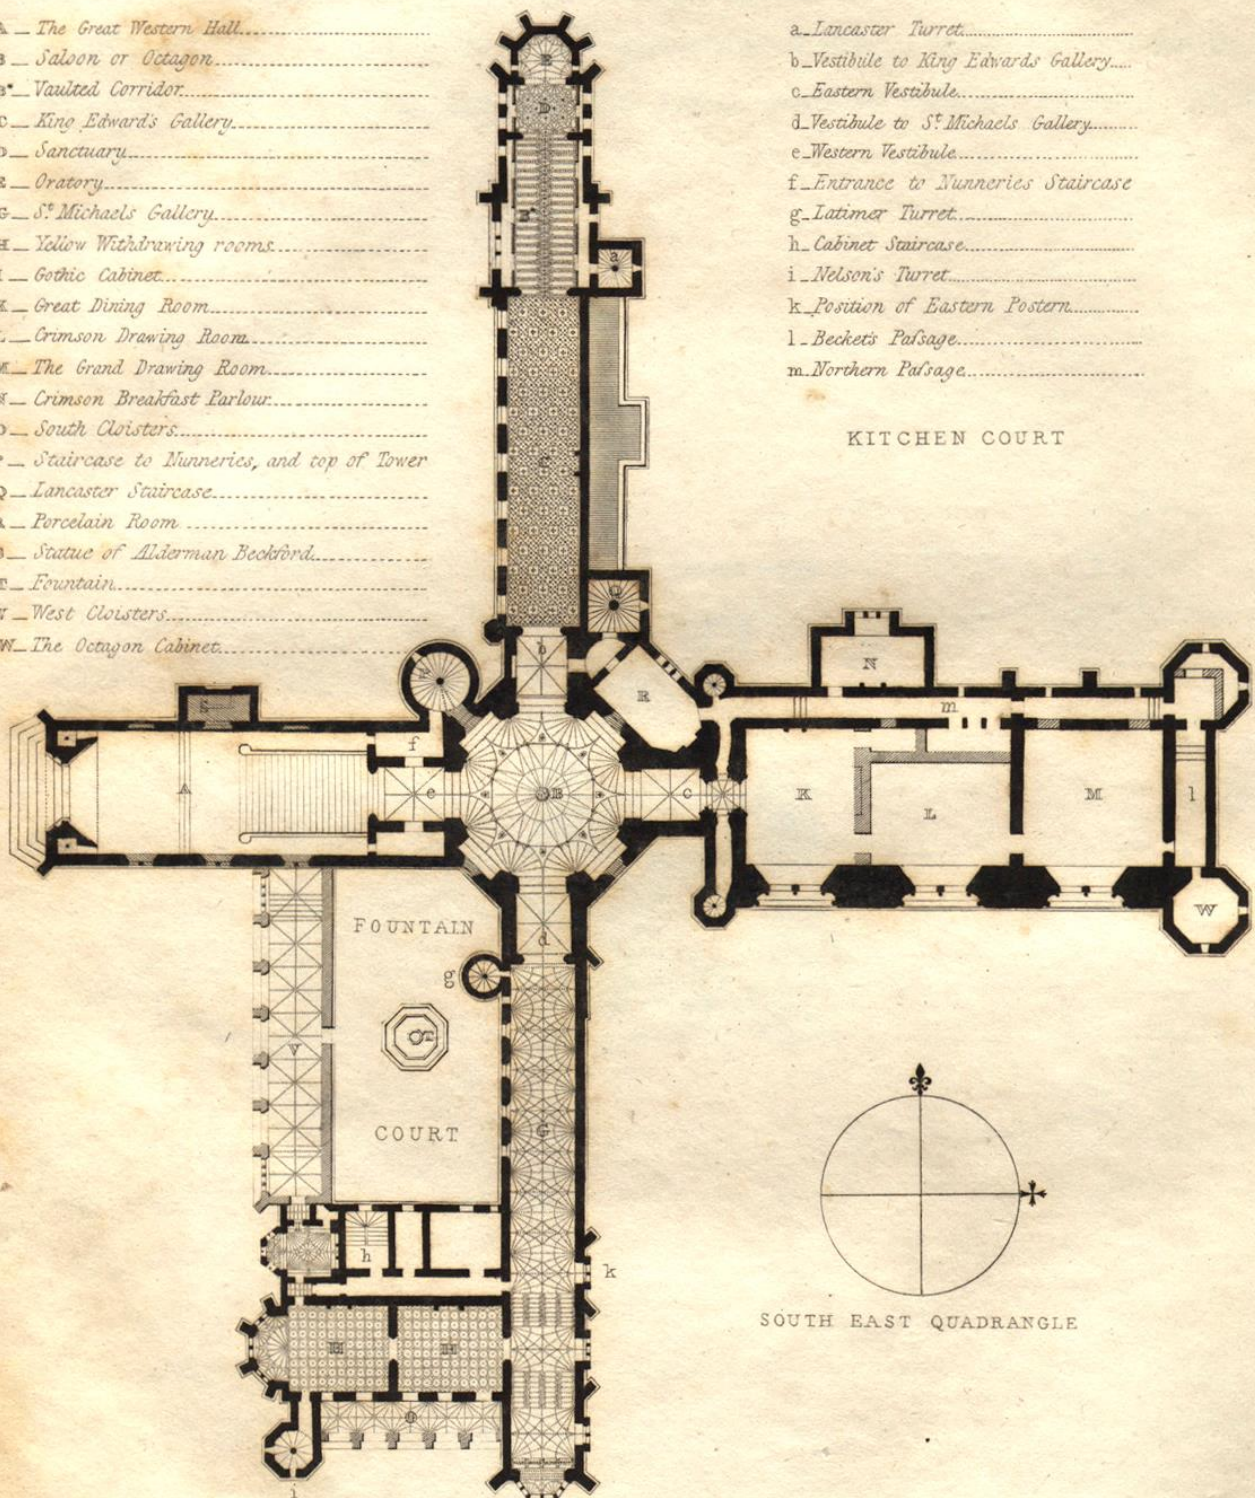 A — The Great Western Hall
B — Saloon or Octagon
B* — Vaulted Corridor
C — King Edward's Gallery
D — Sanctuary
E — Oratory
G — St Michaels Gallery
H — Yellow Withdrawing rooms
I — Gothic Cabinet
K — Great Dining Room
L — Crimson Drawing Room
M — The Grand Drawing Room
N — Crimson Breakfast Parlour
O — South Cloisters
P — Staircase to Nunneries, and top of Tower
Q — Lancaster Staircase
R — Porcelain Room
S — Statue of Alderman Beckford
T — Fountain
V — West Cloisters
W — The Octagon Cabinet
a — Lancaster Turret
b — Vestibule to King Edwards Gallery
c — Eastern Vestibule
d — Vestibule to St Michaels Gallery
e — Western Vestibule
f — Entrance to Nunneries Staircase
g — Latimer Turret
h — Cabinet Staircase
i — Nelson's Turret
k — Position of Eastern Postern
l — Becket's Paſsage
m — Northern Paſsage
KITCHEN COURT
E
D
B*
a
C
Q
b
N
R
m
S
f
A
e
B
c
K
L
M
l
W
FOUNTAIN
d
g
T
V
COURT
G
h
k
SOUTH EAST QUADRANGLE
H
H
O
i